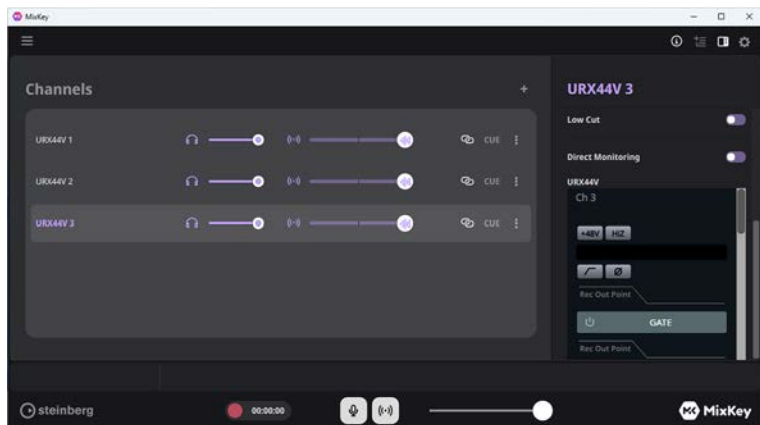 MixKey
Channels
+
URX44V 3
Low Cut
URX44V 1
CUE
Direct Monitoring
URX44V 2
CUE
URX44V
Ch 3
URX44V 3
CUE
+48V HiZ
Ø
Rec Out Point
GATE
Rec Out Point
steinberg
00:00:00
MK MixKey